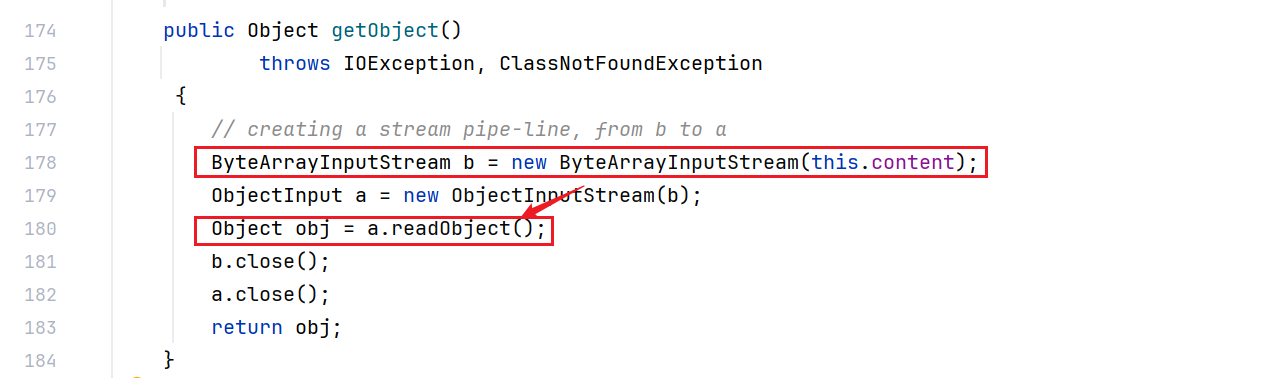 174 public Object getObject()
175 throws IOException, ClassNotFoundException
176 {
177 // creating a stream pipe-line, from b to a
178 ByteArrayInputStream b = new ByteArrayInputStream(this.content);
179 ObjectInput a = new ObjectInputStream(b);
180 Object obj = a.readObject();
181 b.close();
182 a.close();
183 return obj;
184 }